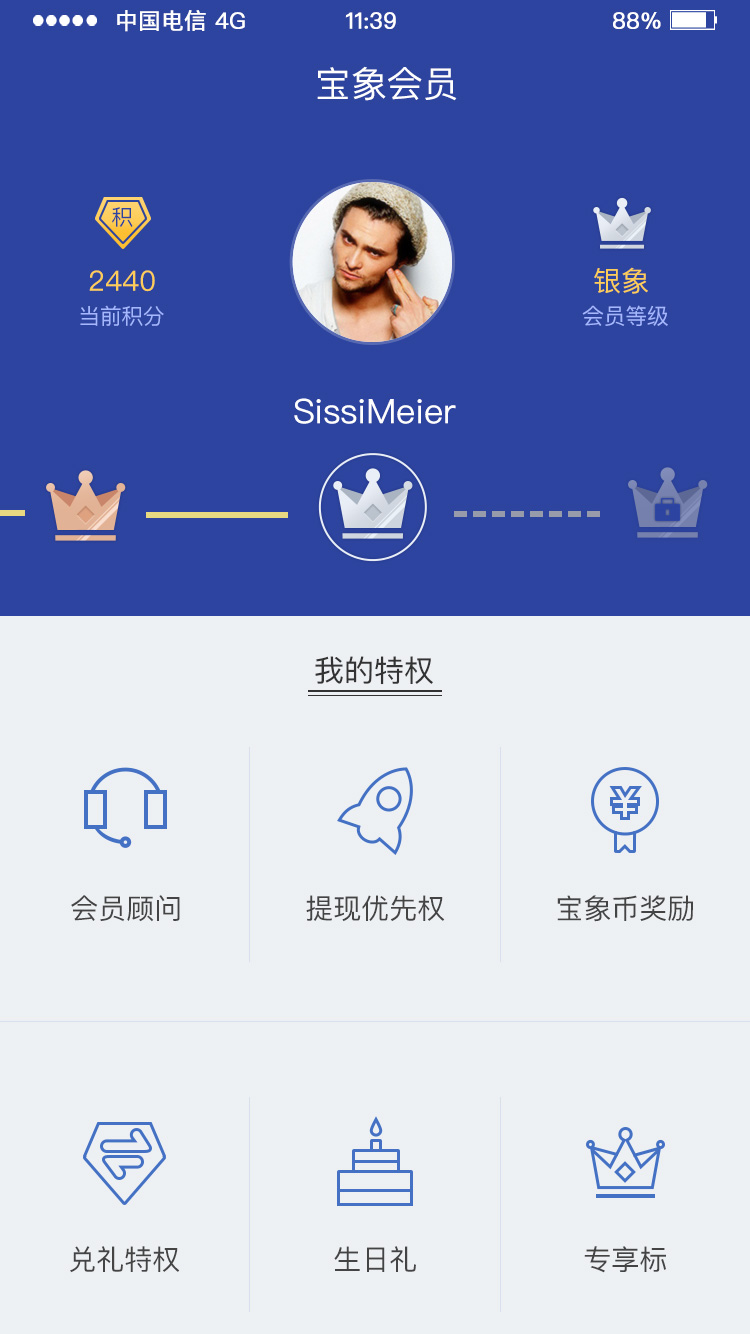 中国电信 4G 11:39 88%
宝象会员
积
2440 银象
当前积分 会员等级
SissiMeier
我的特权
会员顾问 提现优先权 宝象币奖励
兑礼特权 生日礼 专享标